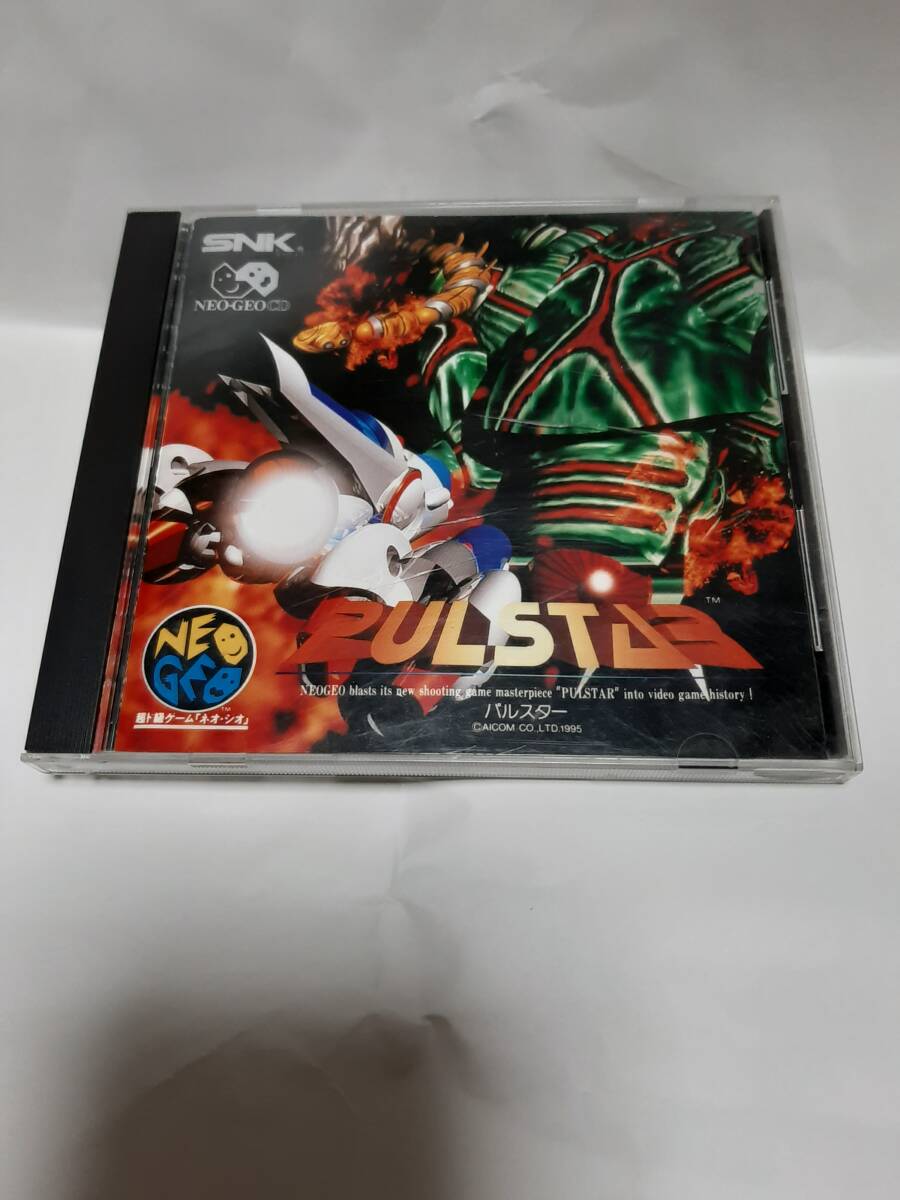 SNK
NEO・GEO CD
PULSTAR™
NEOGEO blasts its new shooting game masterpiece "PULSTAR" into video game history !
パルスター
©AICOM CO.,LTD.1995
NEO
GEO
™
超ド級ゲーム「ネオ・ジオ」